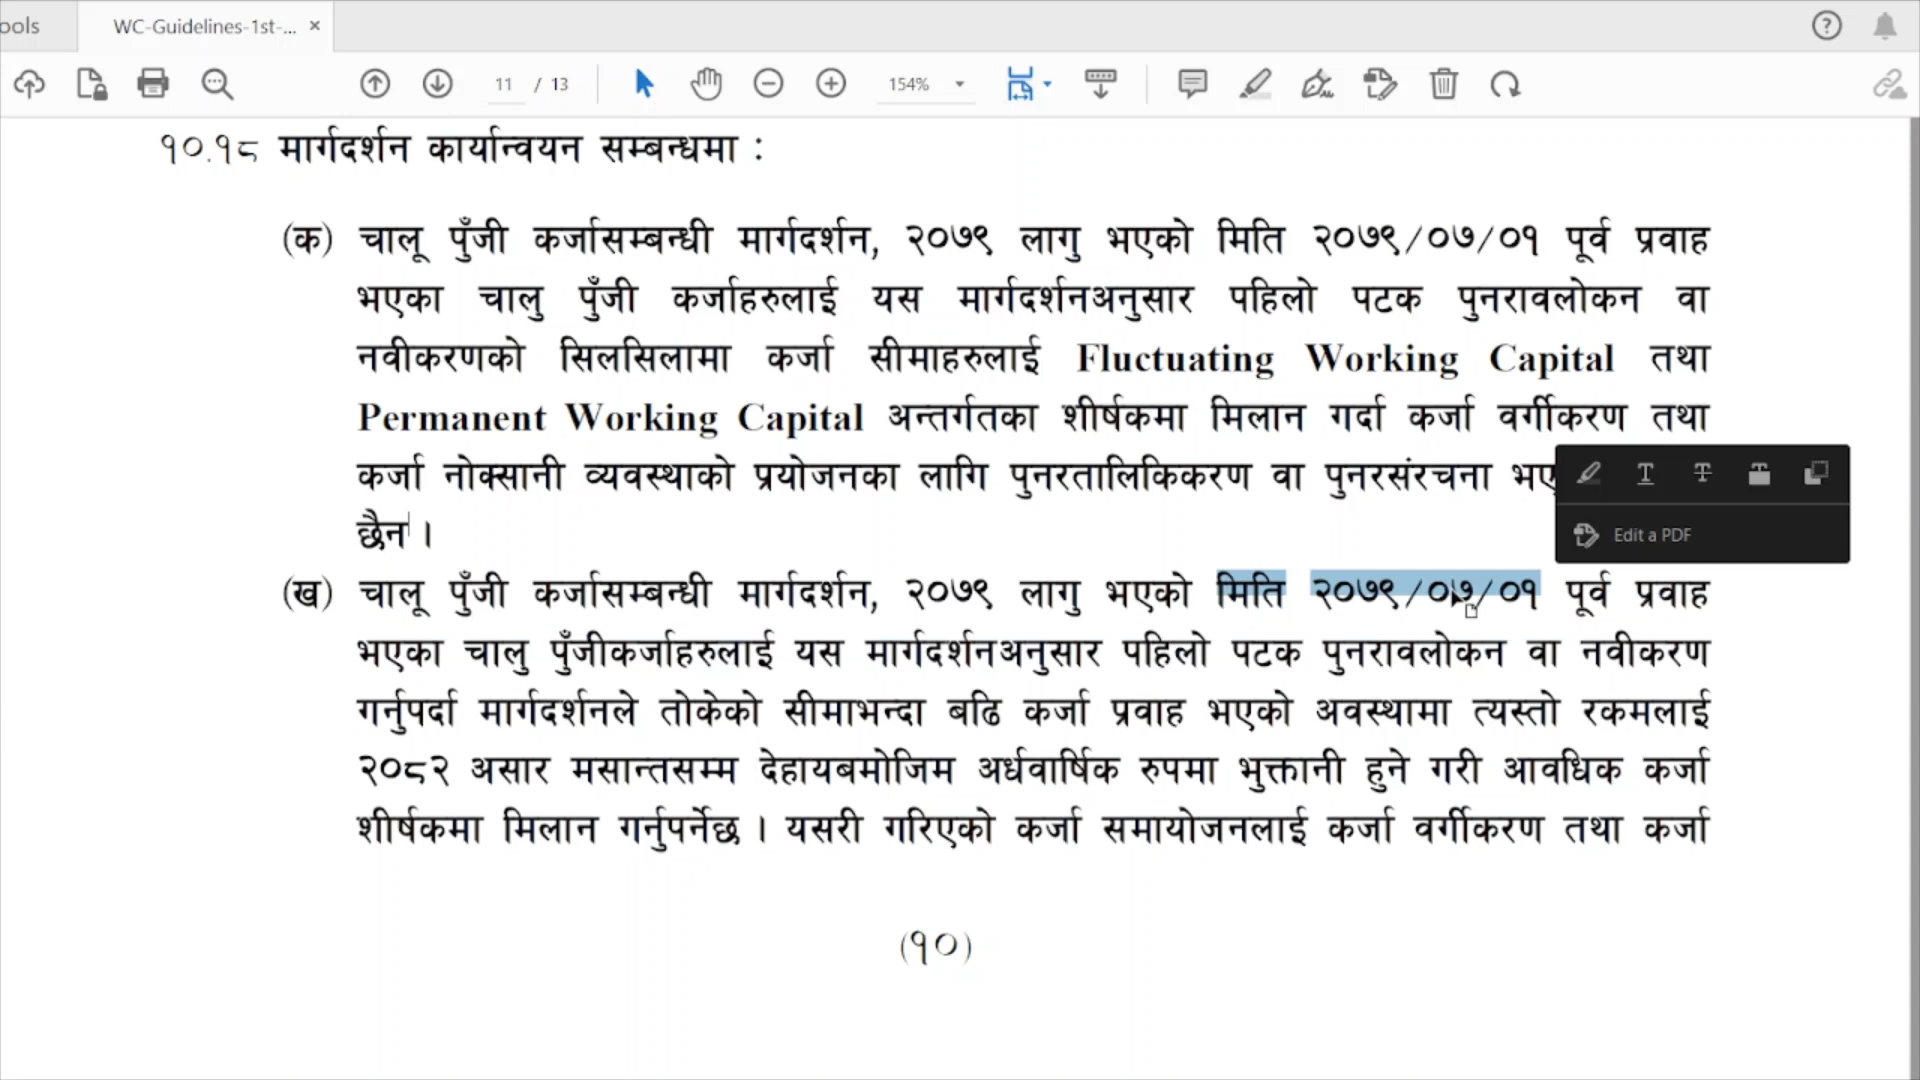 ools
WC-Guidelines-1st-... ×
11 / 13
154%
१०.१८ मार्गदर्शन कार्यान्वयन सम्बन्धमा :
(क) चालू पुँजी कर्जासम्बन्धी मार्गदर्शन, २०७९ लागु भएको मिति २०७९/०७/०१ पूर्व प्रवाह
भएका चालु पुँजी कर्जाहरुलाई यस मार्गदर्शनअनुसार पहिलो पटक पुनरावलोकन वा
नवीकरणको सिलसिलामा कर्जा सीमाहरुलाई Fluctuating Working Capital तथा
Permanent Working Capital अन्तर्गतका शीर्षकमा मिलान गर्दा कर्जा वर्गीकरण तथा
कर्जा नोक्सानी व्यवस्थाको प्रयोजनका लागि पुनरतालिकिकरण वा पुनरसंरचना
छैन ।
Edit a PDF
(ख) चालू पुँजी कर्जासम्बन्धी मार्गदर्शन, २०७९ लागु भएको मिति २०७९/०७/०१ पूर्व प्रवाह
भएका चालु पुँजीकर्जाहरुलाई यस मार्गदर्शनअनुसार पहिलो पटक पुनरावलोकन वा नवीकरण
गर्नुपर्दा मार्गदर्शनले तोकेको सीमाभन्दा बढि कर्जा प्रवाह भएको अवस्थामा त्यस्तो रकमलाई
२०८२ असार मसान्तसम्म देहायबमोजिम अर्धवार्षिक रुपमा भुक्तानी हुने गरी आवधिक कर्जा
शीर्षकमा मिलान गर्नुपर्नेछ । यसरी गरिएको कर्जा समायोजनलाई कर्जा वर्गीकरण तथा कर्जा
(१०)